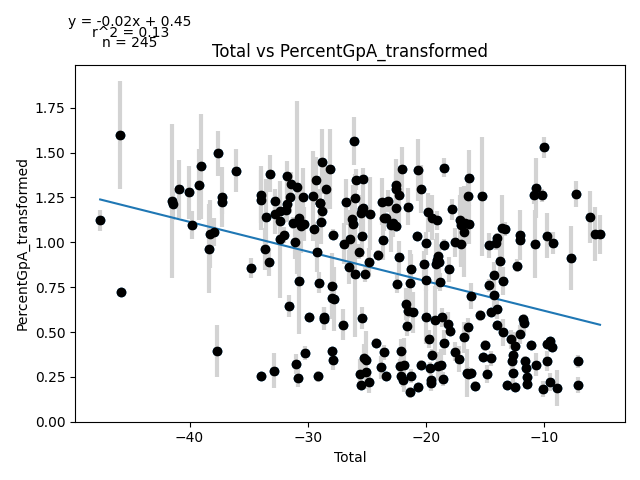 y = -0.02x + 0.45
r^2 = 0.13
n = 245
Total vs PercentGpA_transformed
PercentGpA_transformed
1.75
1.50
1.25
1.00
0.75
0.50
0.25
0.00
−40
−30
−20
−10
Total